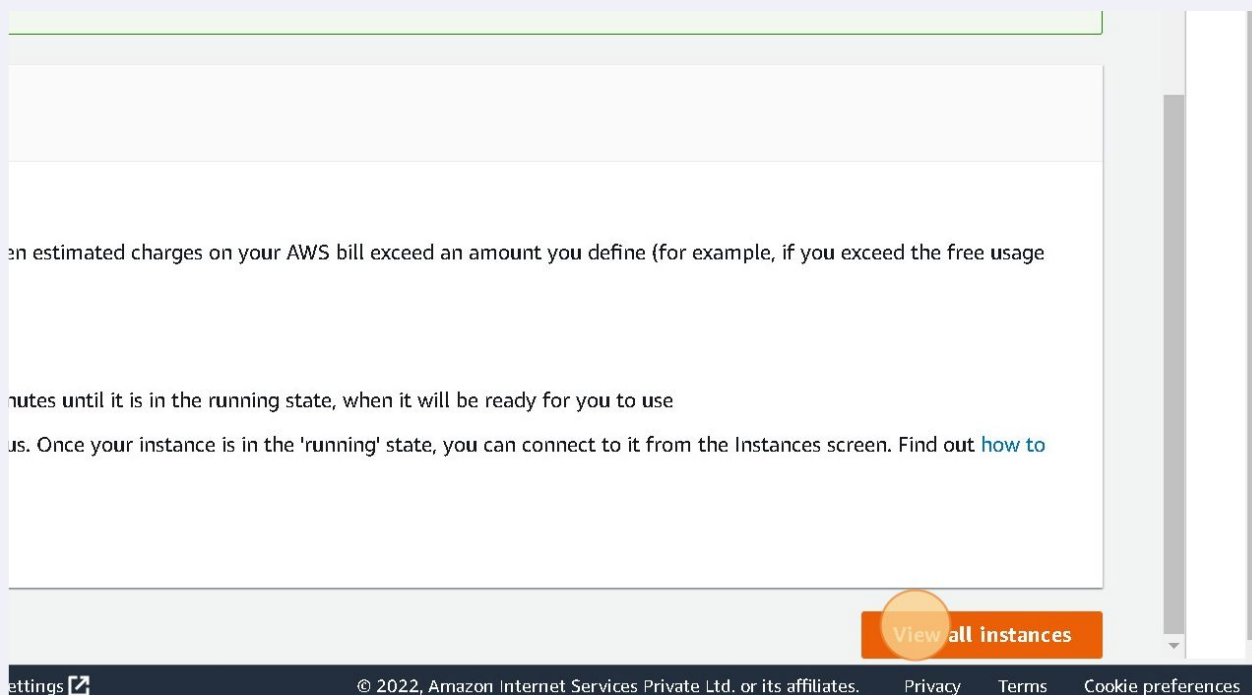 en estimated charges on your AWS bill exceed an amount you define (for example, if you exceed the free usage
nutes until it is in the running state, when it will be ready for you to use
us. Once your instance is in the 'running' state, you can connect to it from the Instances screen. Find out how to
View all instances
ettings © 2022, Amazon Internet Services Private Ltd. or its affiliates. Privacy Terms Cookie preferences